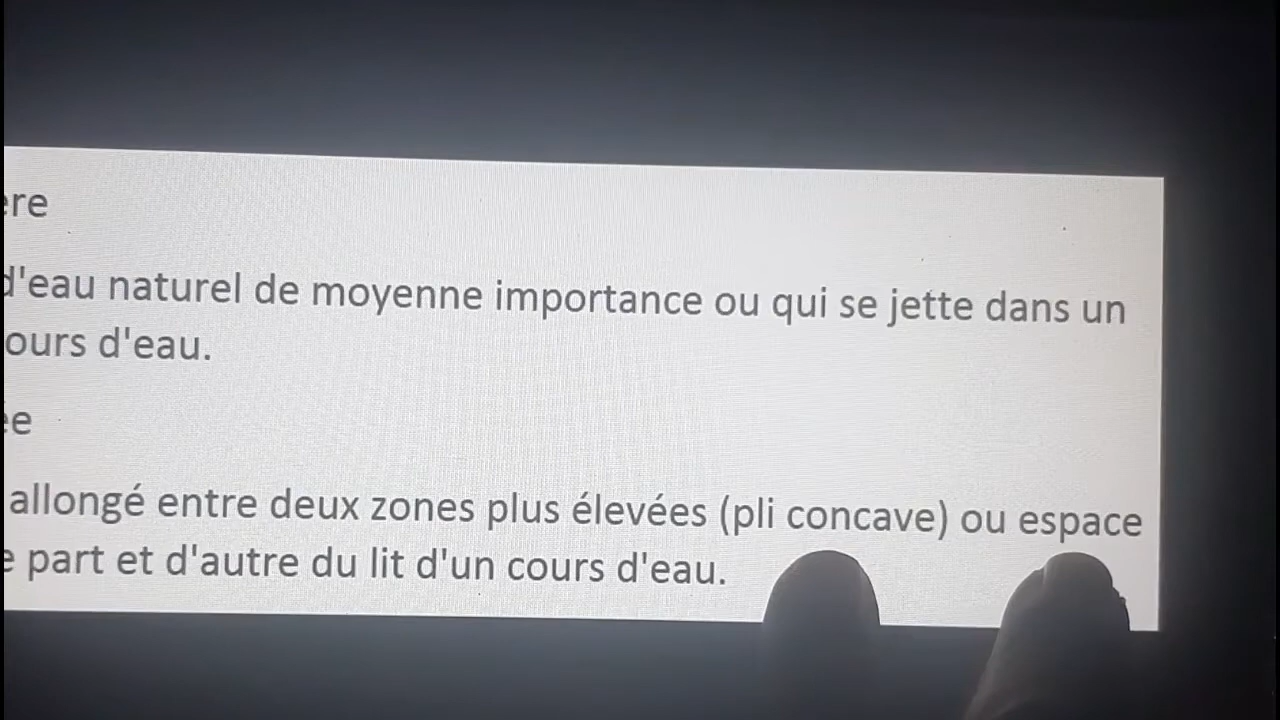 d'eau naturel de moyenne importance ou qui se jette dans un
ours d'eau.
allongé entre deux zones plus élevées (pli concave) ou espace
part et d'autre du lit d'un cours d'eau.